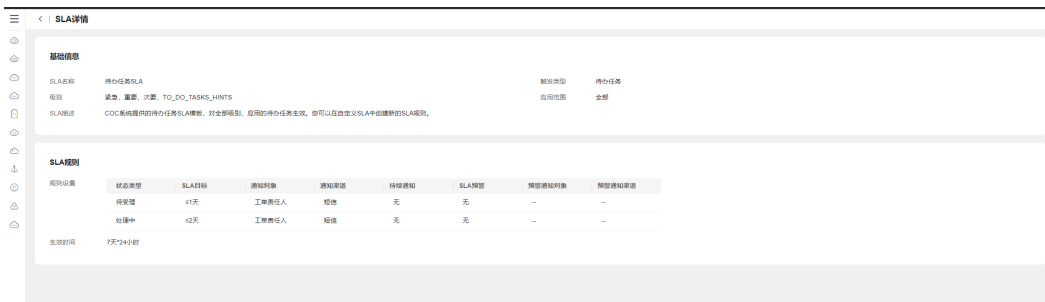 SLA详情
基础信息
SLA名称 待办任务SLA 触发类型 待办任务
级别 紧急，重要，次要，TO_DO_TASKS_HINTS 应用范围 全部
SLA描述 COC系统提供的待办任务SLA模板，对全部级别，应用的待办任务生效。您可以在自定义SLA中创建新的SLA规则。
SLA规则
规则设置 状态类型 SLA目标 通知对象 通知渠道 持续通知 SLA预警 预警通知对象 预警通知渠道
待受理 ≤1天 工单责任人 短信 无 无 -- --
处理中 ≤2天 工单责任人 短信 无 无 -- --
生效时间 7天*24小时